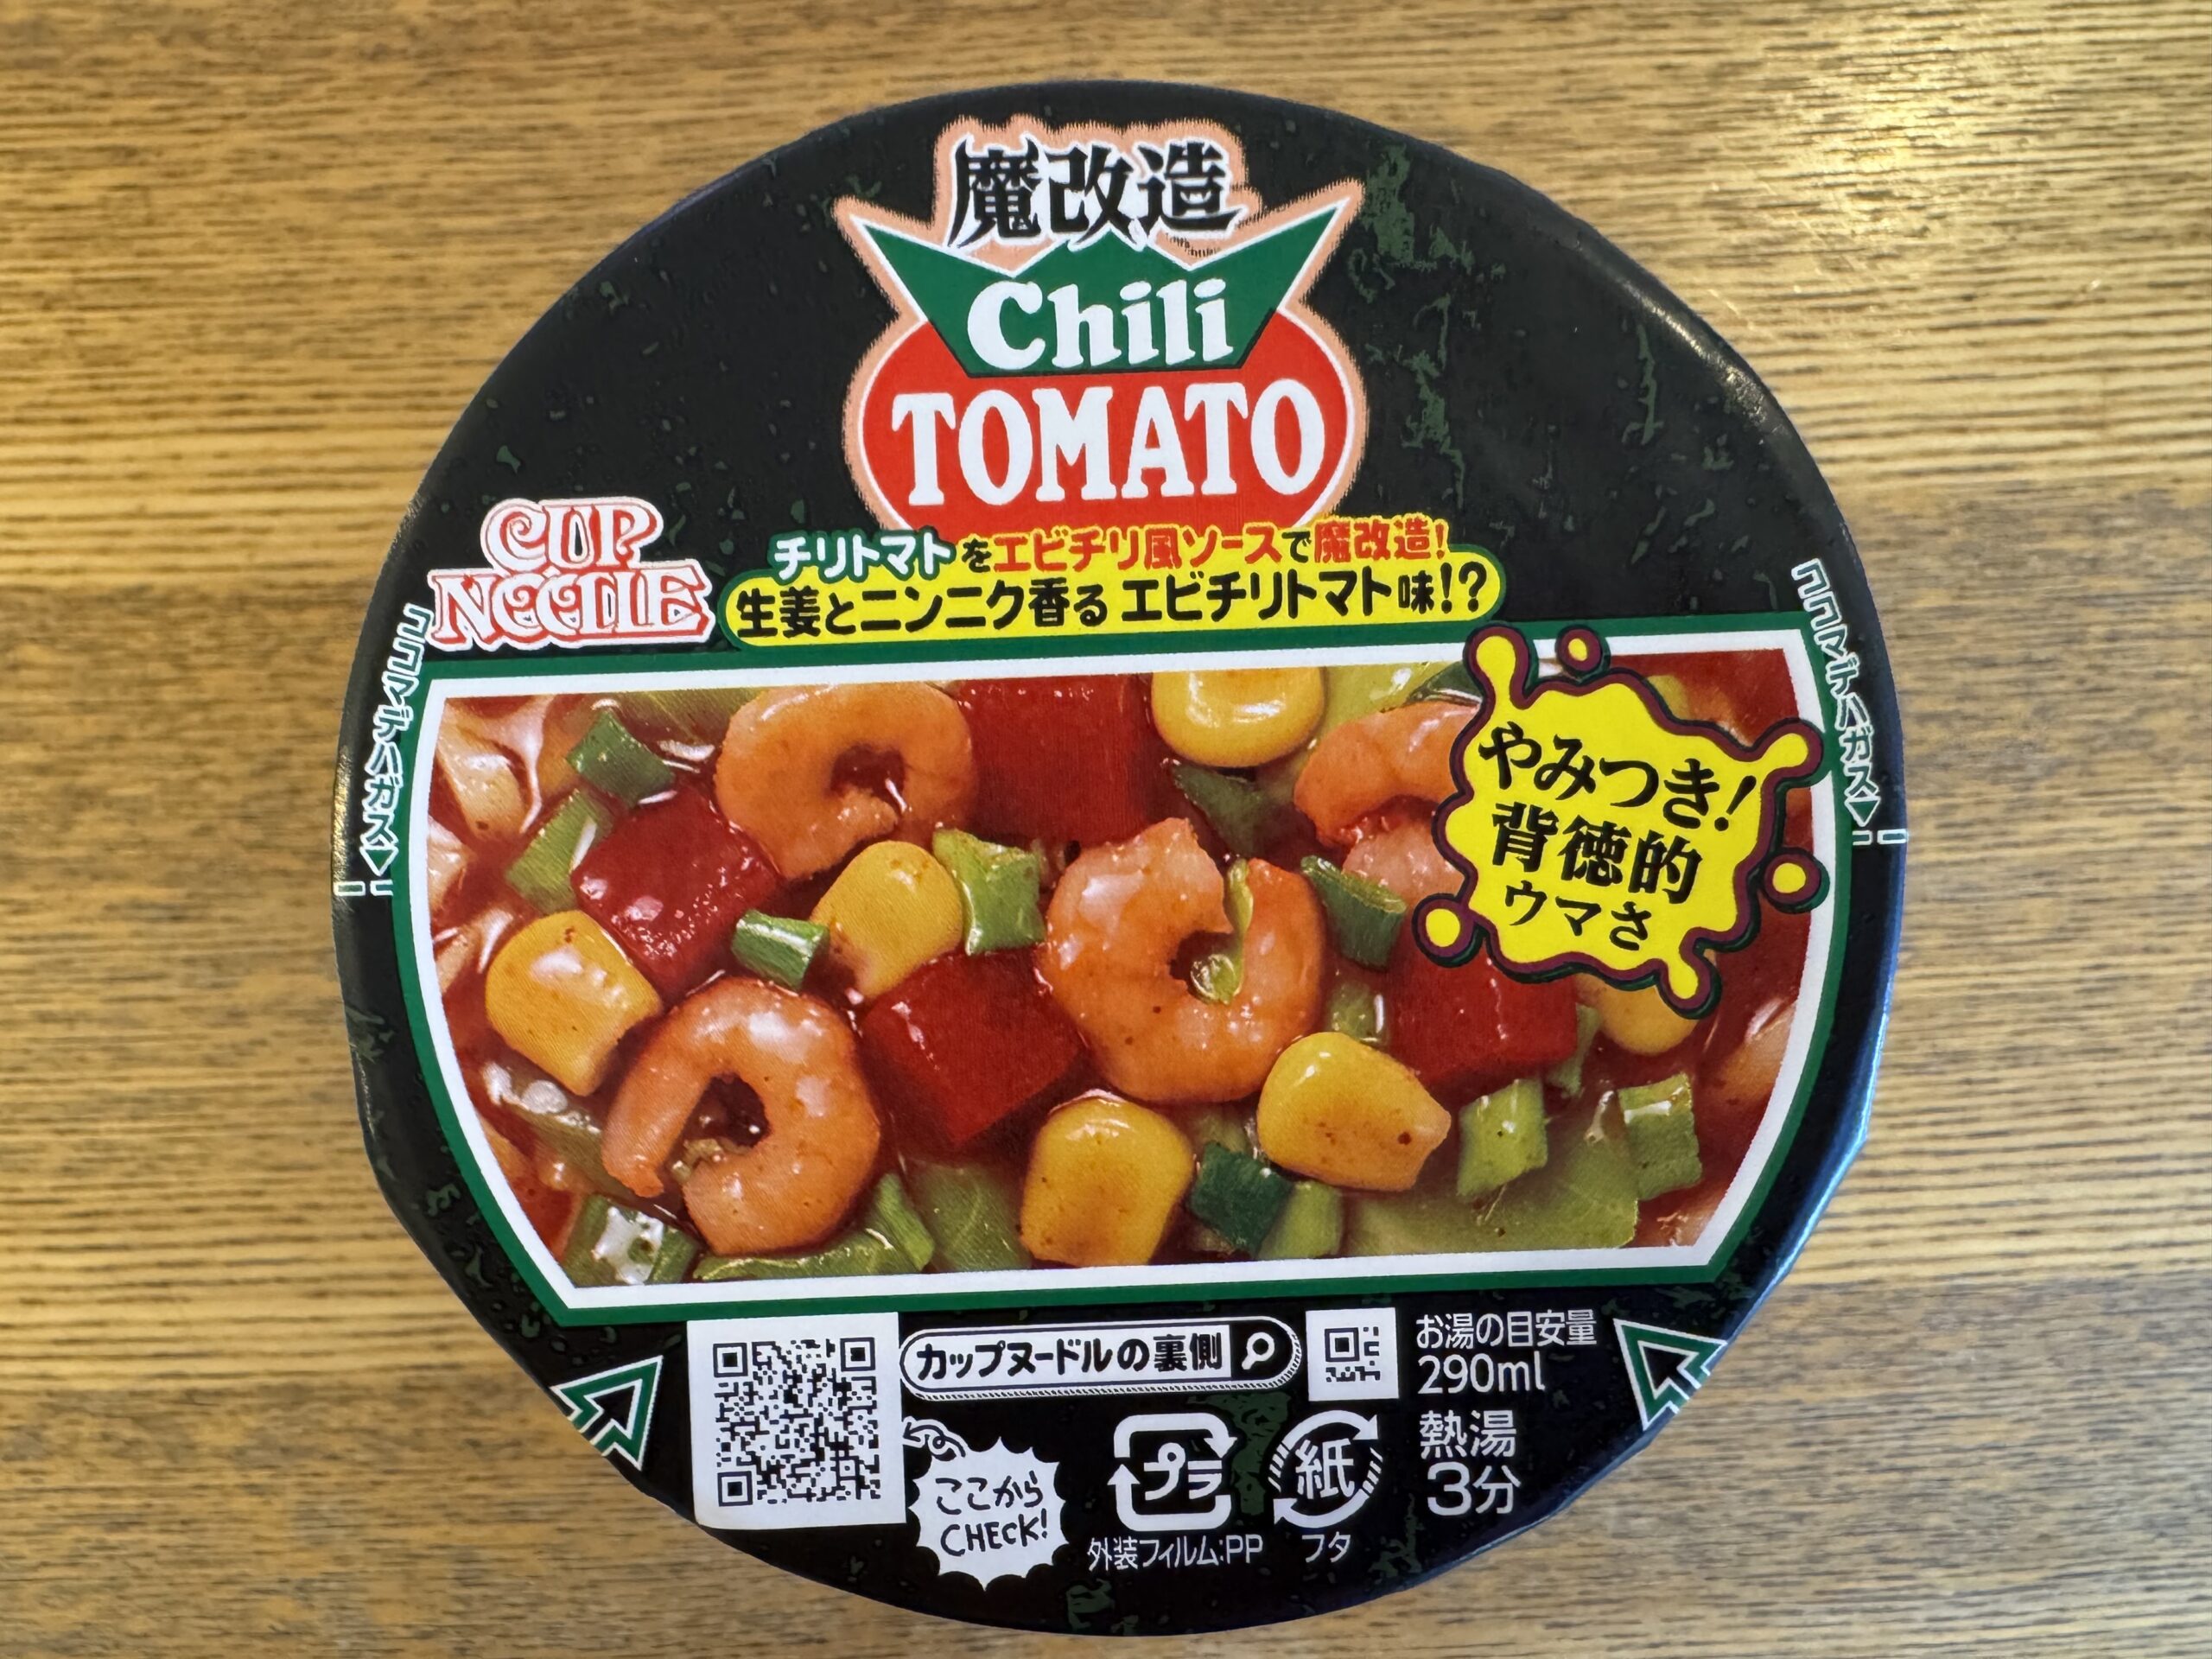 魔改造
Chili
TOMATO
CUP
NOODLE
チリトマトをエビチリ風ソースで魔改造!
生姜とニンニク香る エビチリトマト味!?
ココマデハガス
ココマデハガス
やみつき!
背徳的
ウマさ
カップヌードルの裏側
お湯の目安量
290ml
熱湯
3分
ここから
CHECK!
プラ
外装フィルム:PP
紙
フタ